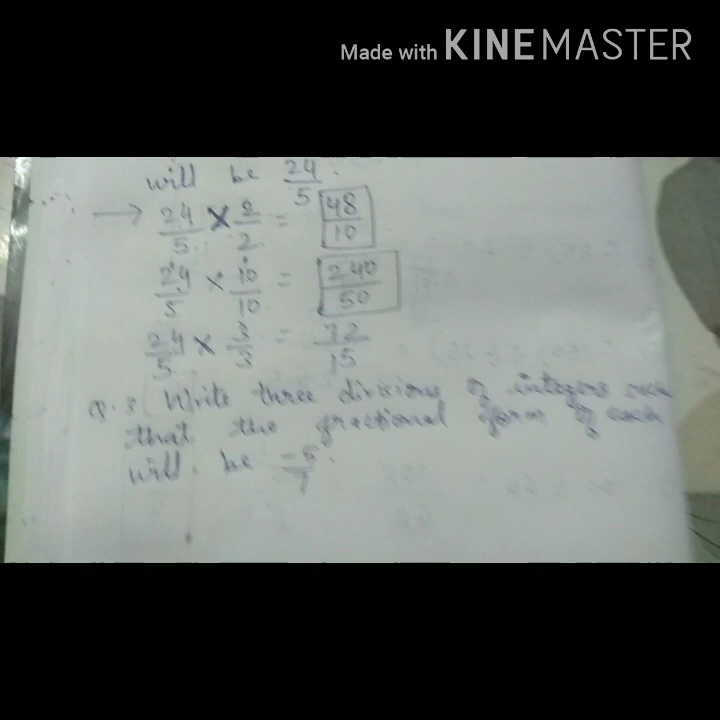 Made with KINEMASTER
will be 24/5.
→ 24/5 × 2/2 = 48/10
24/5 × 10/10 = 240/50
24/5 × 3/3 = 72/15
Q.3 Write three divisions of integers such
that the fractional form of each
will be -5/7.